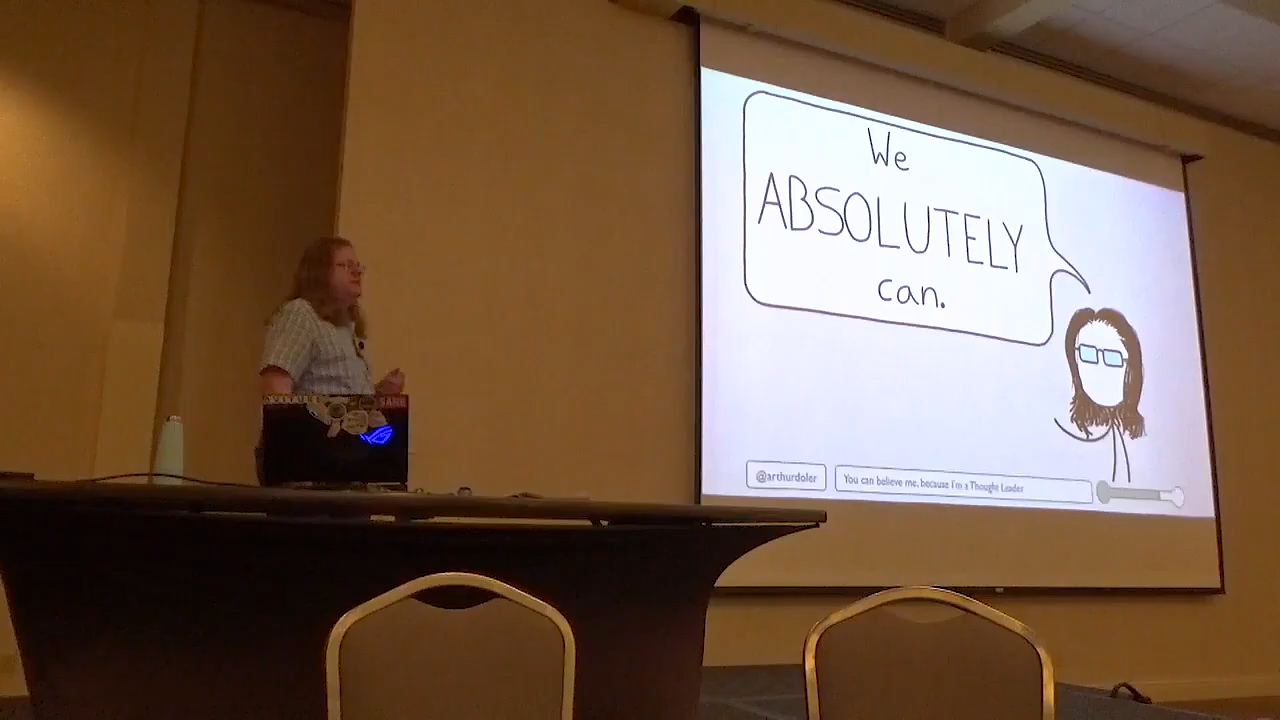 We
ABSOLUTELY
can.
@arthurdoler
You can believe me, because I'm a Thought Leader